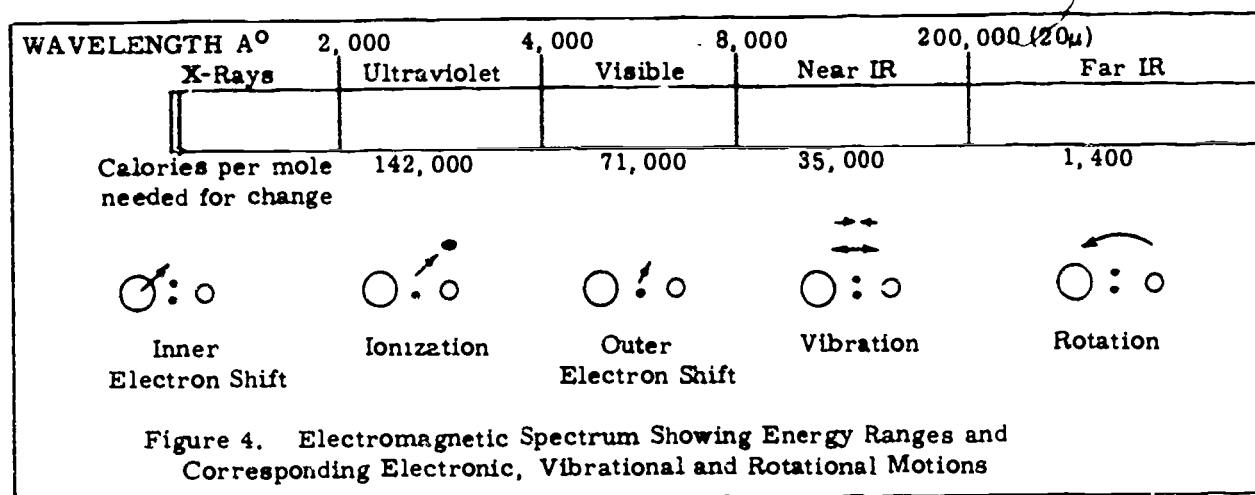 WAVELENGTH A° 2,000 4,000 8,000 200,000 (20μ)
X-Rays Ultraviolet Visible Near IR Far IR
Calories per mole 142,000 71,000 35,000 1,400
needed for change
Inner Ionization Outer Vibration Rotation
Electron Shift Electron Shift
Figure 4. Electromagnetic Spectrum Showing Energy Ranges and
Corresponding Electronic, Vibrational and Rotational Motions